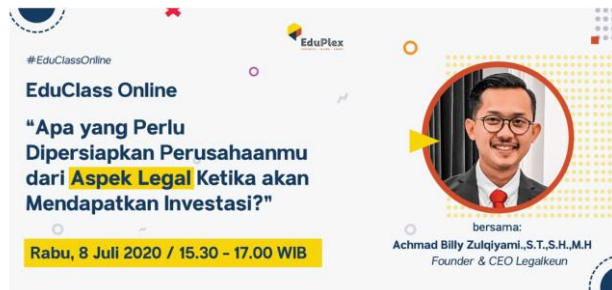 EduPlex
#EduClassOnline
EduClass Online
“Apa yang Perlu
Dipersiapkan Perusahaanmu
dari Aspek Legal Ketika akan
Mendapatkan Investasi?”
Rabu, 8 Juli 2020 / 15.30 - 17.00 WIB
bersama:
Achmad Billy Zulqiyami.,S.T.,S.H.,M.H
Founder & CEO Legalkeun